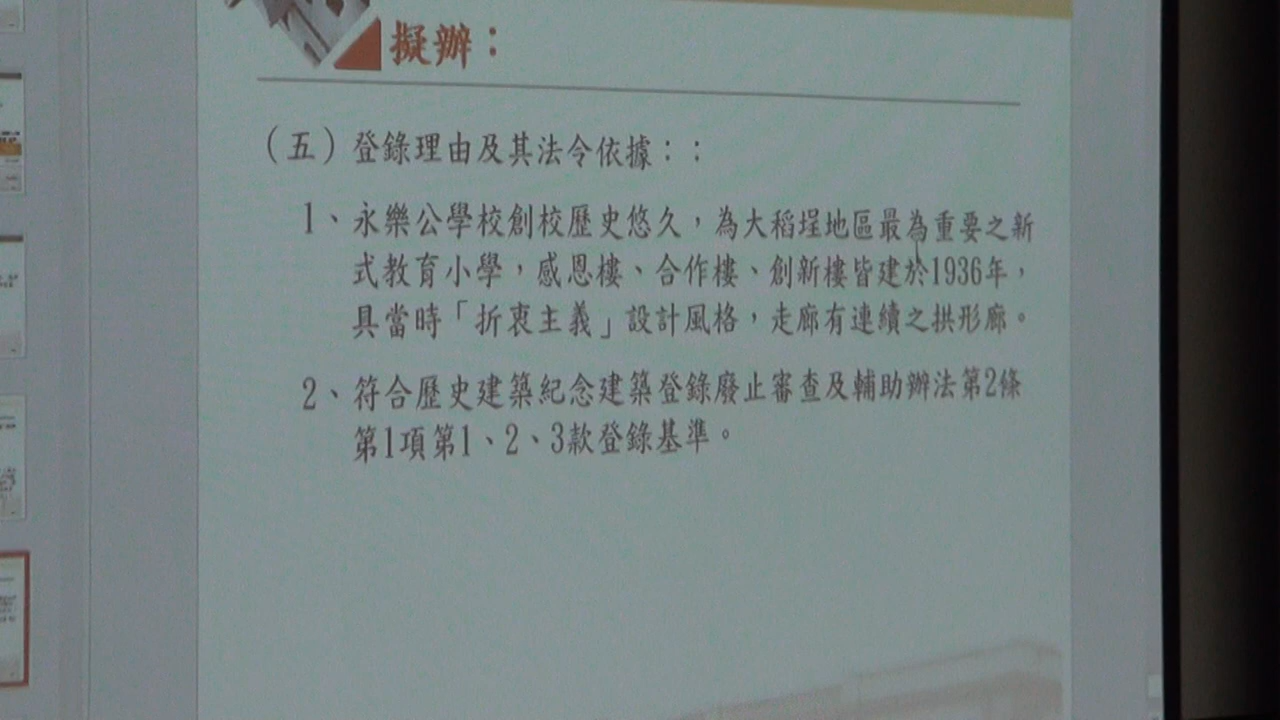 擬辦：
（五）登錄理由及其法令依據：：
1、永樂公學校創校歷史悠久，為大稻埕地區最為重要之新
式教育小學，感恩樓、合作樓、創新樓皆建於1936年，
具當時「折衷主義」設計風格，走廊有連續之拱形廊。
2、符合歷史建築紀念建築登錄廢止審查及輔助辦法第2條
第1項第1、2、3款登錄基準。